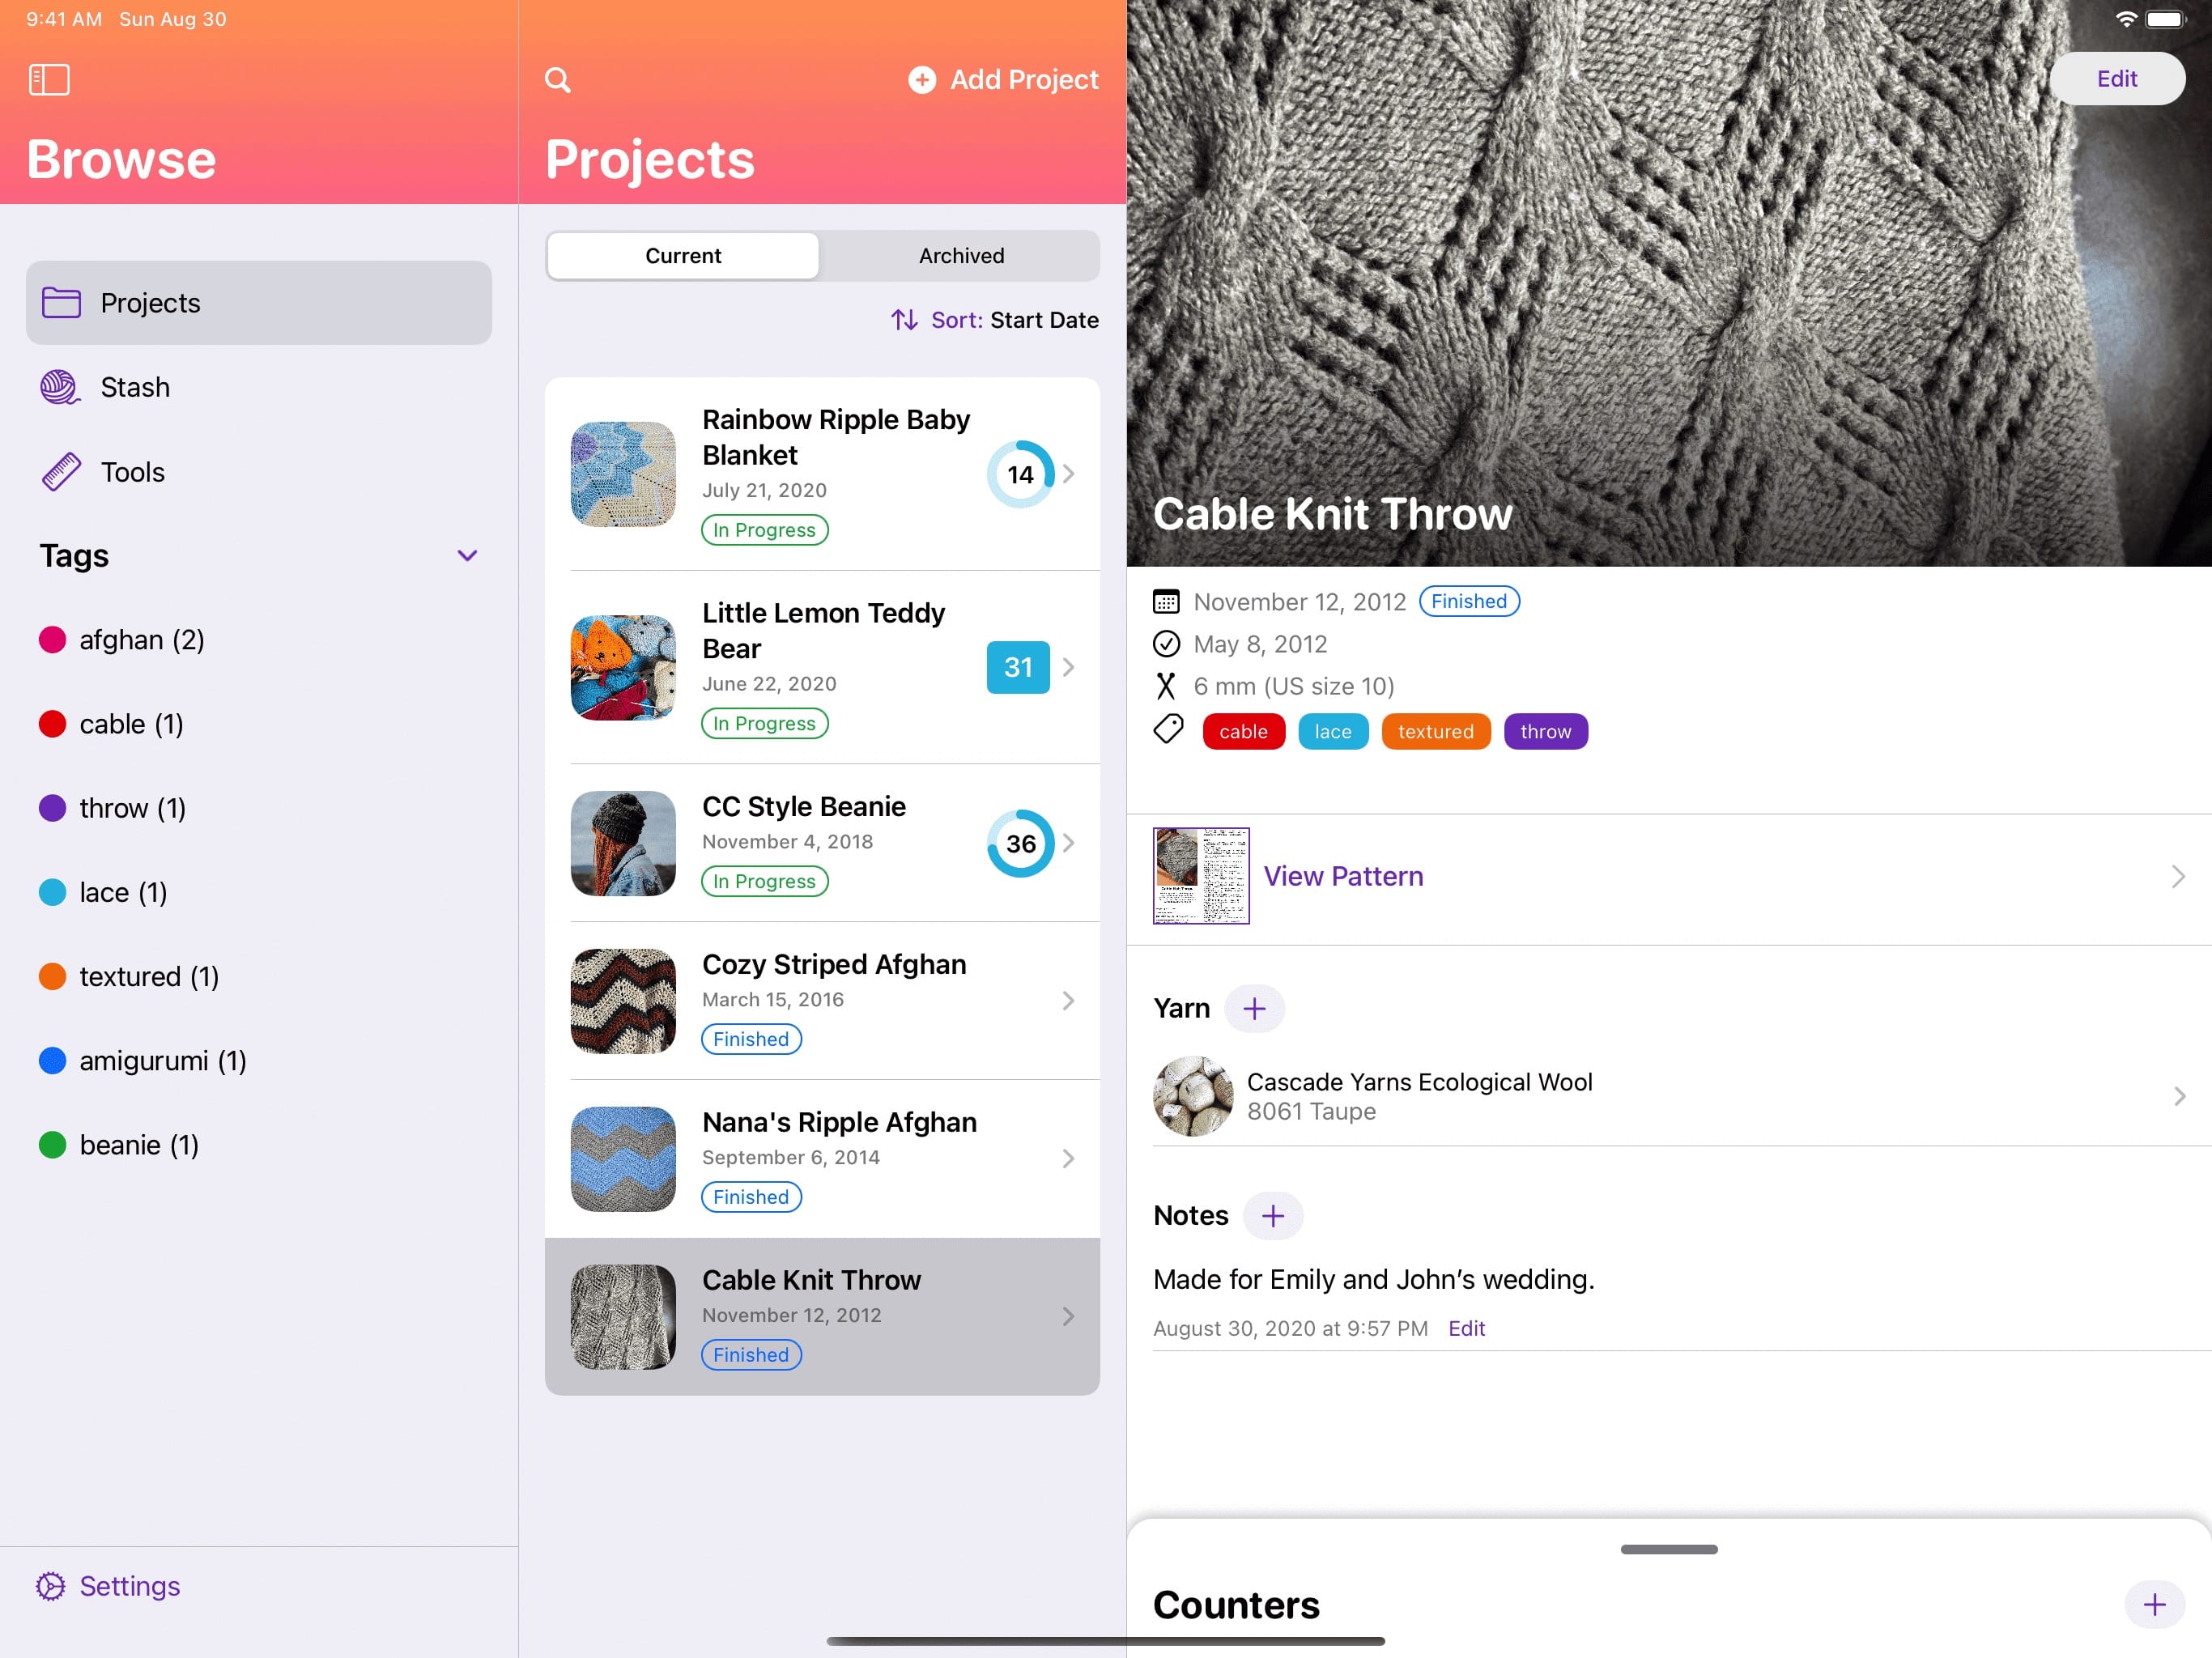 9:41 AM Sun Aug 30
Browse
Projects
Stash
Tools
Tags
afghan (2)
cable (1)
throw (1)
lace (1)
textured (1)
amigurumi (1)
beanie (1)
Settings
Add Project
Projects
Current
Archived
Sort: Start Date
Rainbow Ripple Baby
Blanket
July 21, 2020
In Progress
14
Little Lemon Teddy
Bear
June 22, 2020
In Progress
31
CC Style Beanie
November 4, 2018
In Progress
36
Cozy Striped Afghan
March 15, 2016
Finished
Nana's Ripple Afghan
September 6, 2014
Finished
Cable Knit Throw
November 12, 2012
Finished
Edit
Cable Knit Throw
November 12, 2012 Finished
May 8, 2012
6 mm (US size 10)
cable lace textured throw
View Pattern
Yarn
Cascade Yarns Ecological Wool
8061 Taupe
Notes
Made for Emily and John’s wedding.
August 30, 2020 at 9:57 PM Edit
Counters